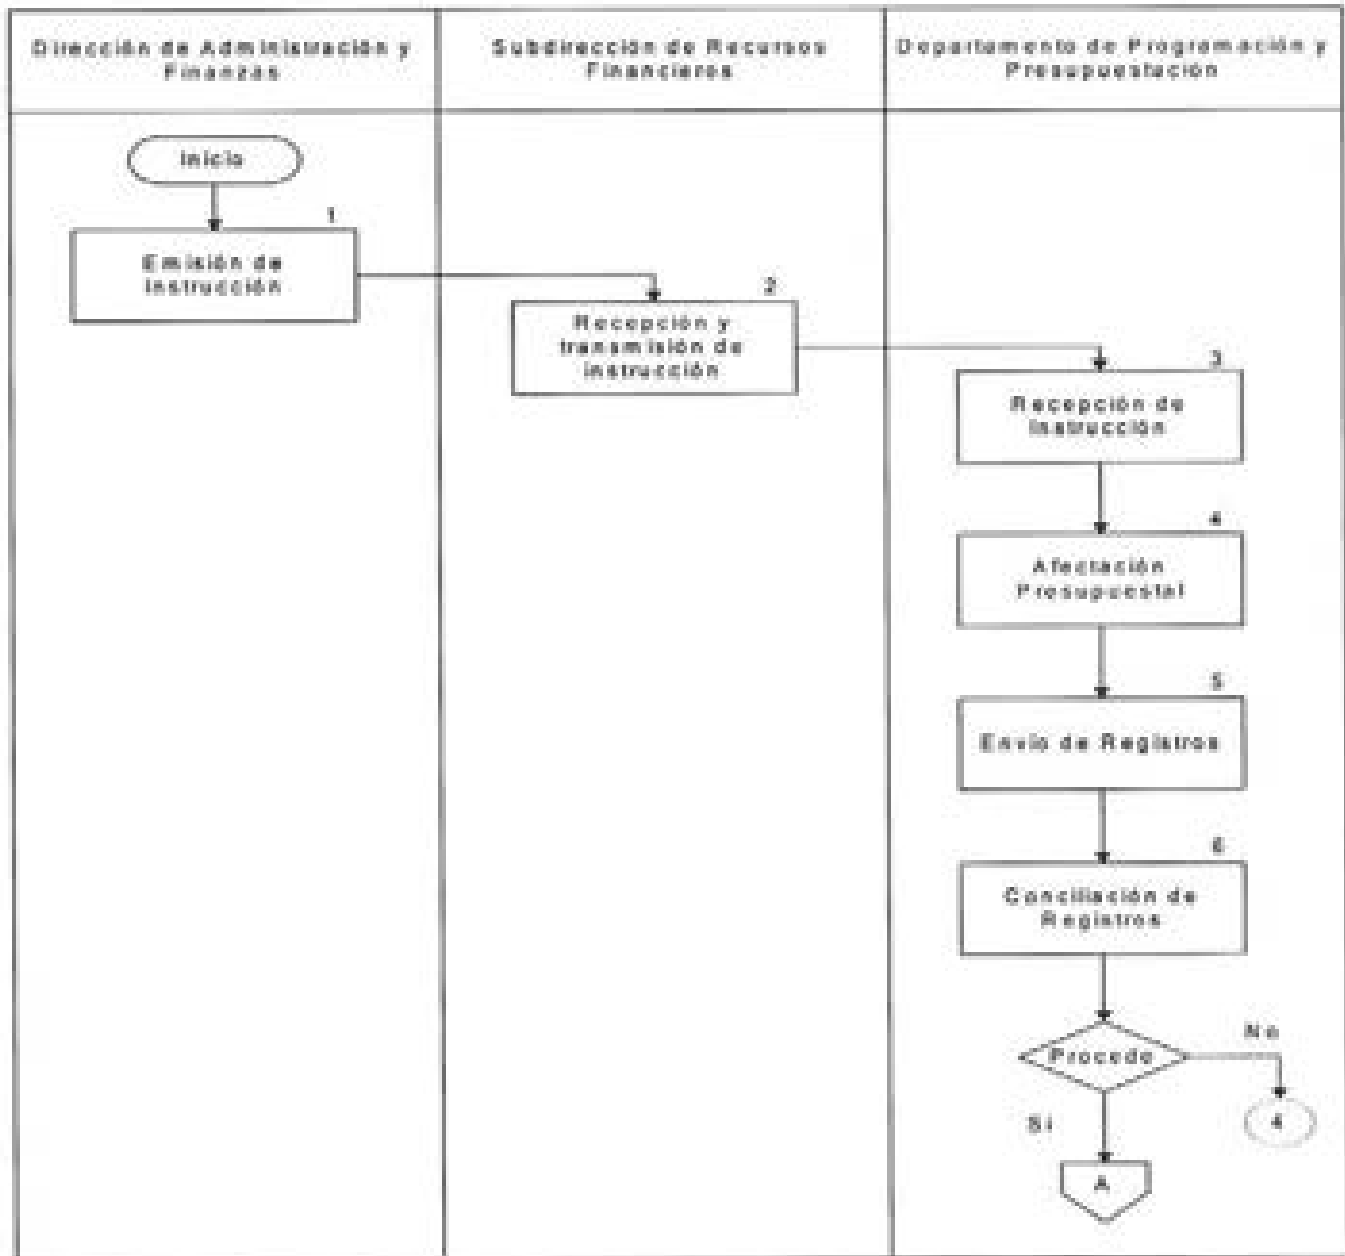 Dirección de Administración y
Finanzas
Subdirección de Recursos
Financieros
Departamento de Programación y
Presupuestación
Inicio
1
Emisión de
instrucción
2
Recepción y
transmisión de
instrucción
3
Recepción de
instrucción
4
Afectación
Presupuestal
5
Envío de Registros
6
Conciliación de
Registros
Procede
No
4
Si
A